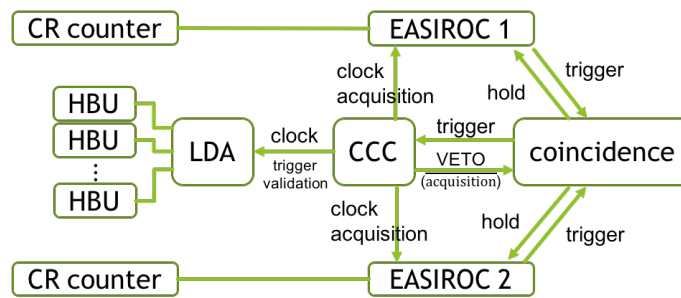 CR counter
EASIROC 1
clock
acquisition
trigger
hold
HBU
HBU
⋮
HBU
LDA
clock
trigger
validation
CCC
trigger
VETO
(acquisition)
coincidence
clock
acquisition
hold
trigger
CR counter
EASIROC 2